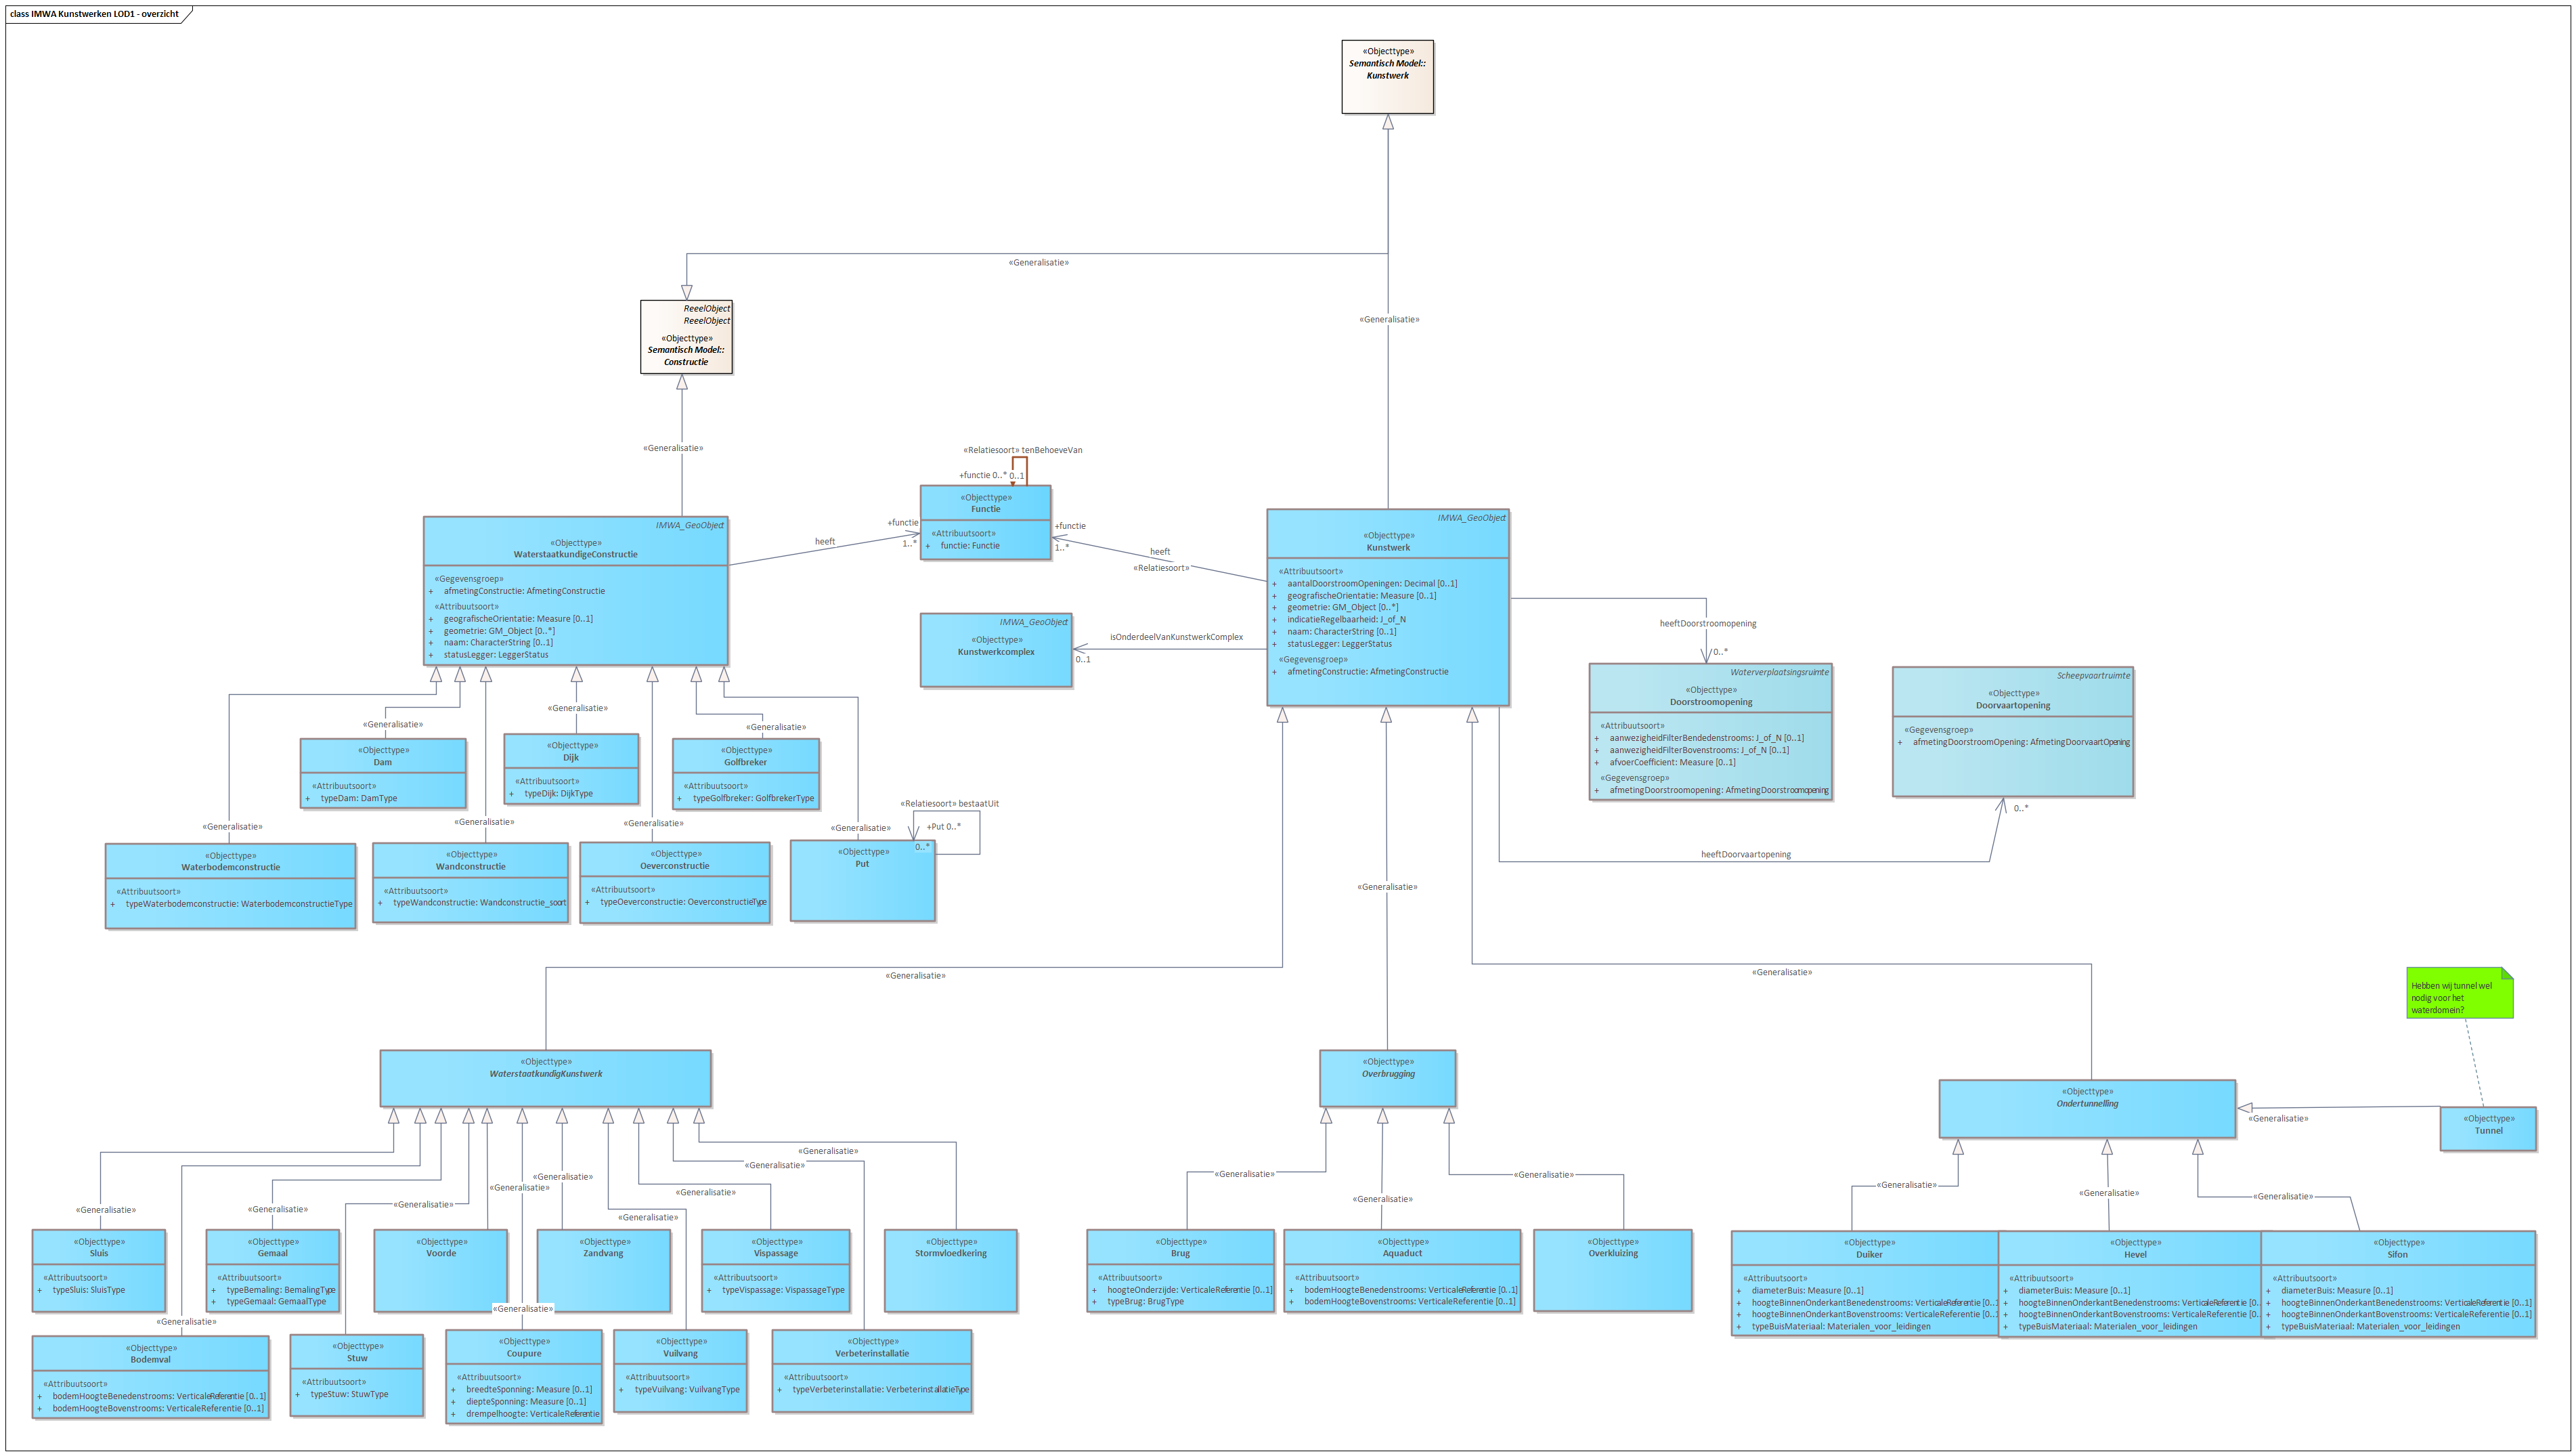 class IMWA Kunstwerken LOD1 - overzicht
«Objecttype»
Semantisch Model::
Kunstwerk
«Generalisatie»
«Generalisatie»
ReeelObject
ReeelObject
«Objecttype»
Semantisch Model::
Constructie
«Generalisatie»
«Relatiesoort» tenBehoeveVan
+functie 0..* 0..1
«Objecttype»
Functie
«Attribuutsoort»
+ functie: Functie
+functie
1..*
heeft
+functie
1..*
heeft
«Relatiesoort»
IMWA_GeoObject
«Objecttype»
WaterstaatkundigeConstructie
«Gegevensgroep»
+ afmetingConstructie: AfmetingConstructie
«Attribuutsoort»
+ geografischeOrientatie: Measure [0..1]
+ geometrie: GM_Object [0..*]
+ naam: CharacterString [0..1]
+ statusLegger: LeggerStatus
IMWA_GeoObject
«Objecttype»
Kunstwerk
«Attribuutsoort»
+ aantalDoorstroomOpeningen: Decimal [0..1]
+ geografischeOrientatie: Measure [0..1]
+ geometrie: GM_Object [0..*]
+ indicatieRegelbaarheid: J_of_N
+ naam: CharacterString [0..1]
+ statusLegger: LeggerStatus
«Gegevensgroep»
+ afmetingConstructie: AfmetingConstructie
IMWA_GeoObject
«Objecttype»
Kunstwerkcomplex
isOnderdeelVanKunstwerkComplex
0..1
heeftDoorstroomopening
0..*
Waterverplaatsingsruimte
«Objecttype»
Doorstroomopening
«Attribuutsoort»
+ aanwezigheidFilterBendedenstrooms: J_of_N [0..1]
+ aanwezigheidFilterBovenstrooms: J_of_N [0..1]
+ afvoerCoefficient: Measure [0..1]
«Gegevensgroep»
+ afmetingDoorstroomopening: AfmetingDoorstroomopening
Scheepvaartruimte
«Objecttype»
Doorvaartopening
«Gegevensgroep»
+ afmetingDoorstroomOpening: AfmetingDoorvaartOpening
0..*
heeftDoorvaartopening
«Generalisatie»
«Objecttype»
Dam
«Attribuutsoort»
+ typeDam: DamType
«Generalisatie»
«Objecttype»
Dijk
«Attribuutsoort»
+ typeDijk: DijkType
«Generalisatie»
«Objecttype»
Golfbreker
«Attribuutsoort»
+ typeGolfbreker: GolfbrekerType
«Generalisatie»
«Objecttype»
Waterbodemconstructie
«Attribuutsoort»
+ typeWaterbodemconstructie: WaterbodemconstructieType
«Generalisatie»
«Objecttype»
Wandconstructie
«Attribuutsoort»
+ typeWandconstructie: Wandconstructie_soort
«Generalisatie»
«Objecttype»
Oeverconstructie
«Attribuutsoort»
+ typeOeverconstructie: OeverconstructieType
«Relatiesoort» bestaatUit
+Put 0..*
0..*
«Generalisatie»
«Objecttype»
Put
«Generalisatie»
«Generalisatie»
«Generalisatie»
Hebben wij tunnel wel
nodig voor het
waterdomein?
«Objecttype»
WaterstaatkundigKunstwerk
«Objecttype»
Overbrugging
«Objecttype»
Ondertunnelling
«Generalisatie»
«Objecttype»
Tunnel
«Generalisatie»
«Objecttype»
Sluis
«Attribuutsoort»
+ typeSluis: SluisType
«Generalisatie»
«Objecttype»
Gemaal
«Attribuutsoort»
+ typeBemaling: BemalingType
+ typeGemaal: GemaalType
«Generalisatie»
«Objecttype»
Voorde
«Generalisatie»
«Generalisatie»
«Objecttype»
Zandvang
«Generalisatie»
«Generalisatie»
«Objecttype»
Vispassage
«Attribuutsoort»
+ typeVispassage: VispassageType
«Generalisatie»
«Generalisatie»
«Objecttype»
Stormvloedkering
«Generalisatie»
«Objecttype»
Bodemval
«Attribuutsoort»
+ bodemHoogteBenedenstrooms: VerticaleReferentie [0..1]
+ bodemHoogteBovenstrooms: VerticaleReferentie [0..1]
«Objecttype»
Stuw
«Attribuutsoort»
+ typeStuw: StuwType
«Generalisatie»
«Objecttype»
Coupure
«Attribuutsoort»
+ breedteSponning: Measure [0..1]
+ diepteSponning: Measure [0..1]
+ drempelhoogte: VerticaleReferentie
«Objecttype»
Vuilvang
«Attribuutsoort»
+ typeVuilvang: VuilvangType
«Objecttype»
Verbeterinstallatie
«Attribuutsoort»
+ typeVerbeterinstallatie: VerbeterinstallatieType
«Generalisatie»
«Objecttype»
Brug
«Attribuutsoort»
+ hoogteOnderzijde: VerticaleReferentie [0..1]
+ typeBrug: BrugType
«Generalisatie»
«Objecttype»
Aquaduct
«Attribuutsoort»
+ bodemHoogteBenedenstrooms: VerticaleReferentie [0..1]
+ bodemHoogteBovenstrooms: VerticaleReferentie [0..1]
«Generalisatie»
«Objecttype»
Overkluizing
«Generalisatie»
«Objecttype»
Duiker
«Attribuutsoort»
+ diameterBuis: Measure [0..1]
+ hoogteBinnenOnderkantBenedenstrooms: VerticaleReferentie [0..1
+ hoogteBinnenOnderkantBovenstrooms: VerticaleReferentie [0..1
+ typeBuisMateriaal: Materialen_voor_leidingen
«Generalisatie»
«Objecttype»
Hevel
«Attribuutsoort»
+ diameterBuis: Measure [0..1]
+ hoogteBinnenOnderkantBenedenstrooms: VerticaleReferentie [0..
+ hoogteBinnenOnderkantBovenstrooms: VerticaleReferentie [0..
+ typeBuisMateriaal: Materialen_voor_leidingen
«Generalisatie»
«Objecttype»
Sifon
«Attribuutsoort»
+ diameterBuis: Measure [0..1]
+ hoogteBinnenOnderkantBenedenstrooms: VerticaleReferentie [0..1]
+ hoogteBinnenOnderkantBovenstrooms: VerticaleReferentie [0..1]
+ typeBuisMateriaal: Materialen_voor_leidingen